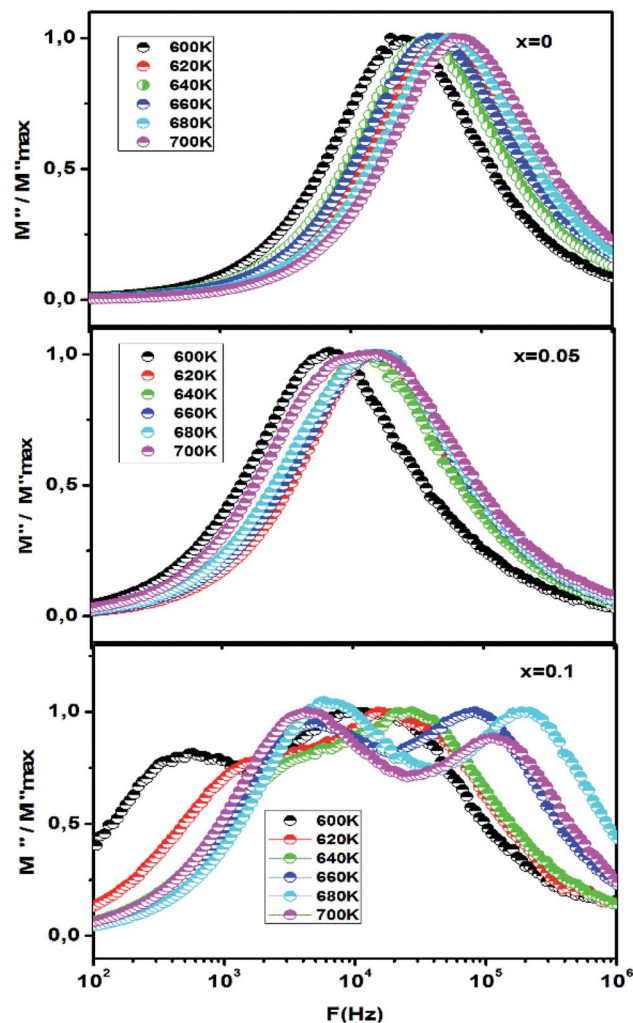 1,0
0,5
0,0
M" / M"max
600K
620K
640K
660K
680K
700K
x=0
1,0
0,5
0,0
M" / M"max
600K
620K
640K
660K
680K
700K
x=0.05
1,0
0,5
0,0
M" / M"max
x=0.1
600K
620K
640K
660K
680K
700K
10² 10³ 10⁴ 10⁵ 10⁶
F(Hz)